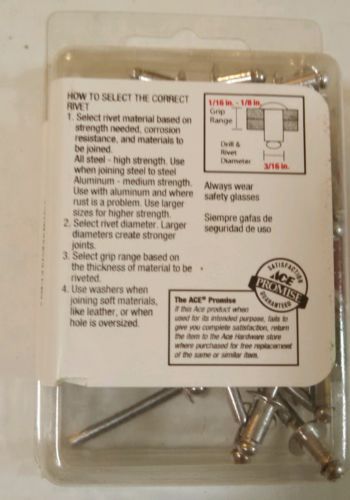 HOW TO SELECT THE CORRECT
RIVET
1. Select rivet material based on
strength needed, corrosion
resistance, and materials to
be joined.
All steel - high strength. Use
when joining steel to steel
Aluminum - medium strength.
Use with aluminum and where
rust is a problem. Use larger
sizes for higher strength.
2. Select rivet diameter. Larger
diameters create stronger
joints.
3. Select grip range based on
the thickness of material to be
riveted.
4. Use washers when
joining soft materials,
like leather, or when
hole is oversized.
1/16 in. - 1/8 in.
Grip
Range
Drill &
Rivet
Diameter
3/16 in.
Always wear
safety glasses
Siempre gafas de
seguridad de uso
SATISFACTION
ACE
PROMISE
GUARANTEED
The ACE® Promise
If this Ace product when
used for its intended purpose, fails to
give you complete satisfaction, return
the item to the Ace Hardware store
where purchased for free replacement
of the same or similar item.